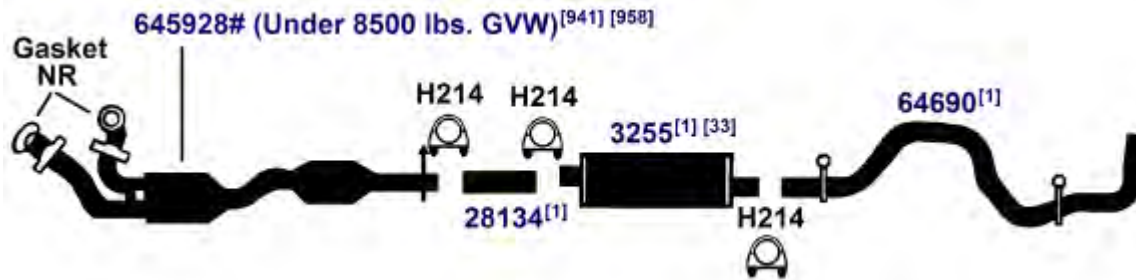 645928# (Under 8500 lbs. GVW)[941] [958]
Gasket
NR
H214
H214
3255[1] [33]
64690[1]
28134[1]
H214